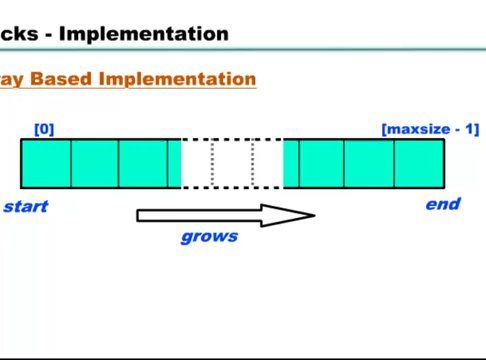 cks - Implementation
ay Based Implementation
[0] [maxsize - 1]
start end
grows